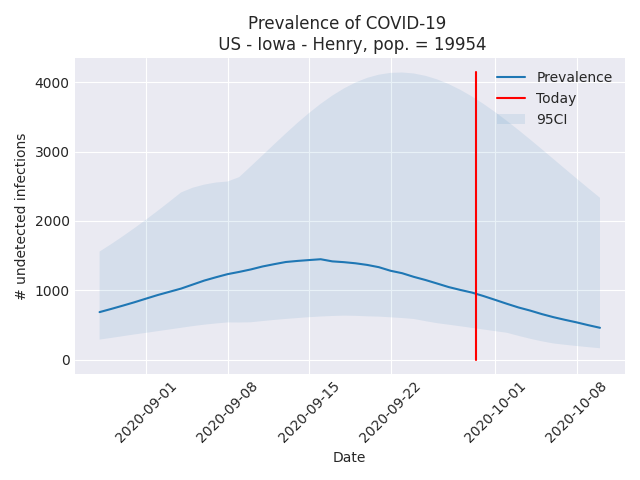 Prevalence of COVID-19
US - Iowa - Henry, pop. = 19954
Prevalence
Today
95CI
4000
3000
2000
1000
0
# undetected infections
2020-09-01
2020-09-08
2020-09-15
2020-09-22
2020-10-01
2020-10-08
Date